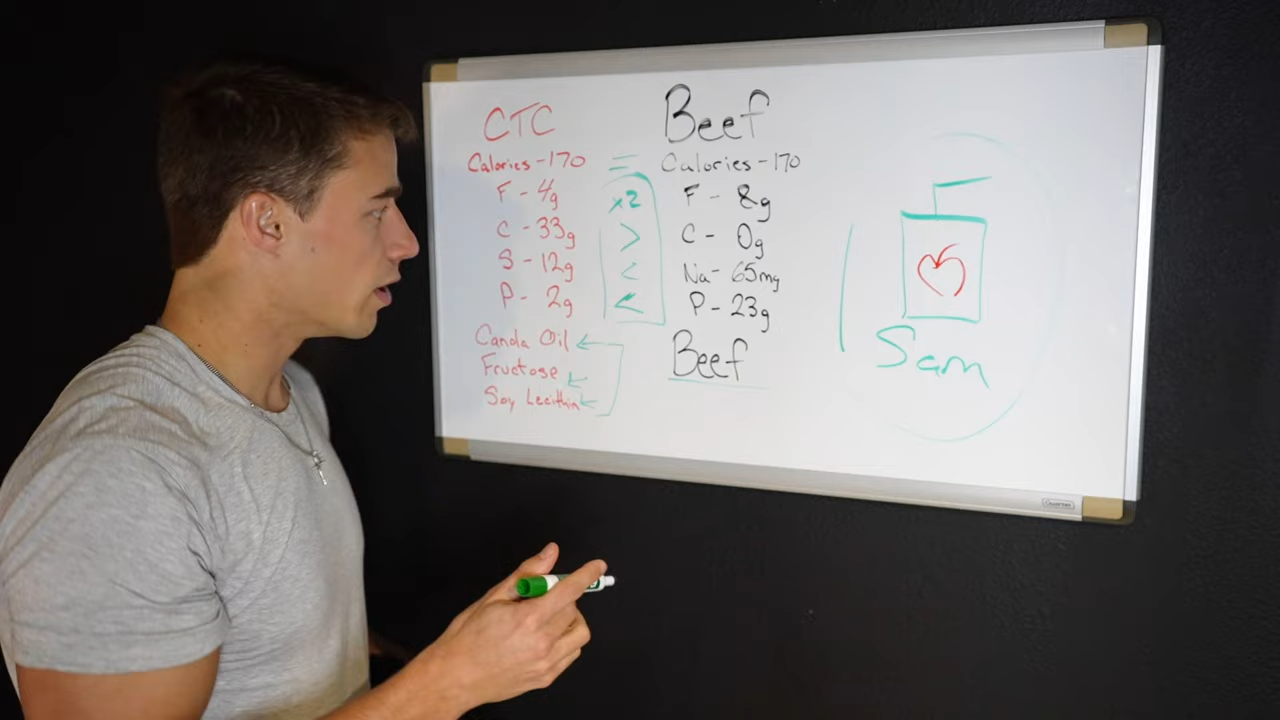 CTC
Calories - 170
F - 4g
C - 33g
S - 12g
P - 2g
Canola Oil
Fructose
Soy Lecithin
=
x2
>
<
<
Beef
Calories - 170
F - 8g
C - 0g
Na - 65mg
P - 23g
Beef
Sam
Quartet